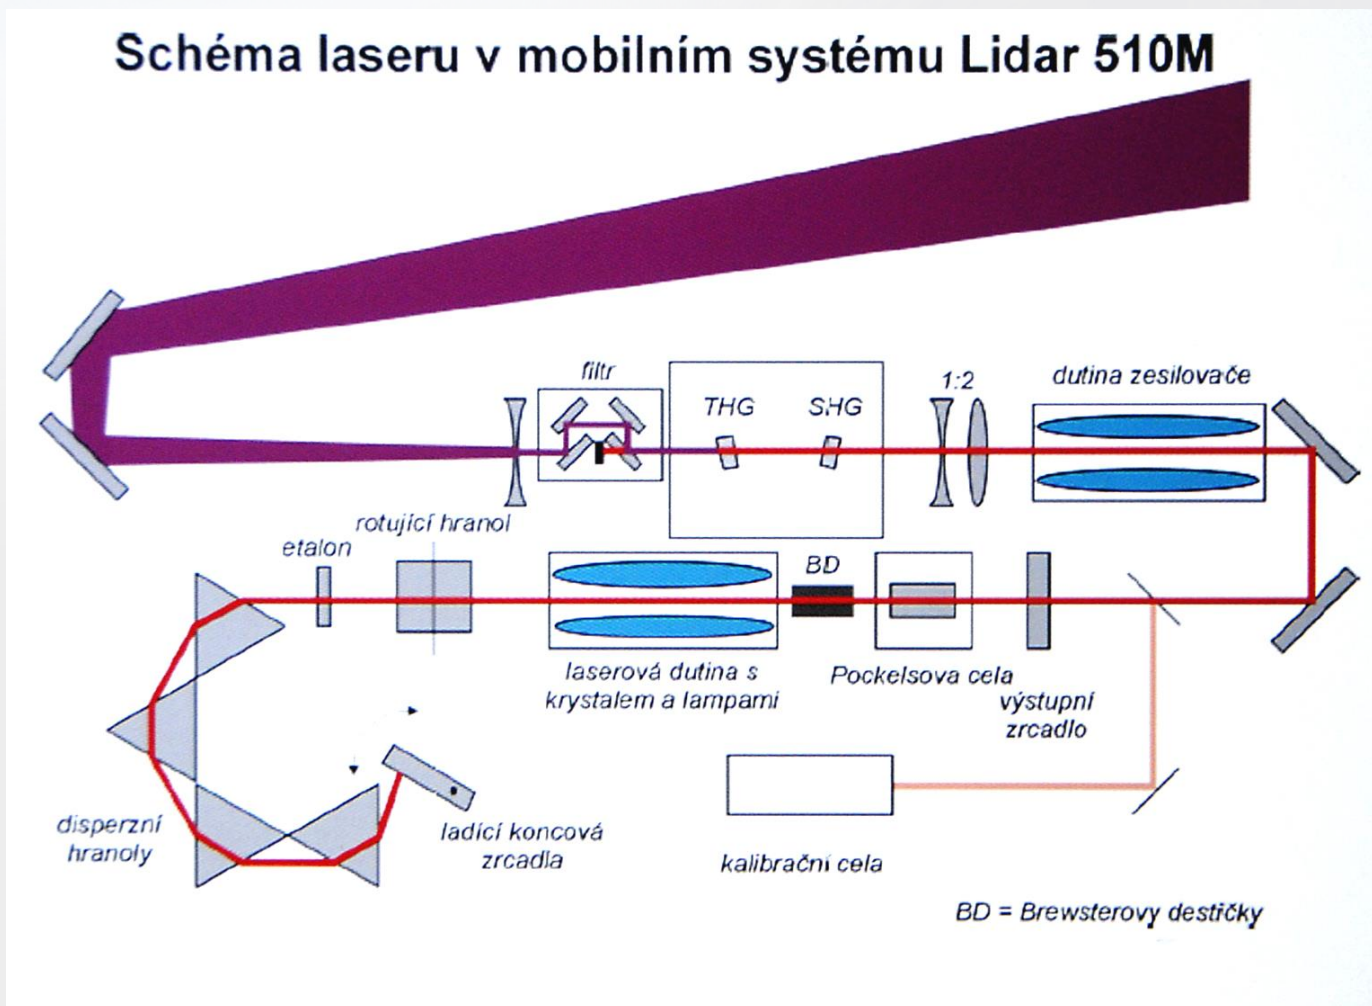 Schéma laseru v mobilním systému Lidar 510M
filtr
THG
SHG
1:2
dutina zesilovače
rotující hranol
etalon
BD
laserová dutina s
krystalem a lampami
Pockelsova cela
výstupní
zrcadlo
disperzní
hranoly
ladící koncová
zrcadla
kalibrační cela
BD = Brewsterovy destičky